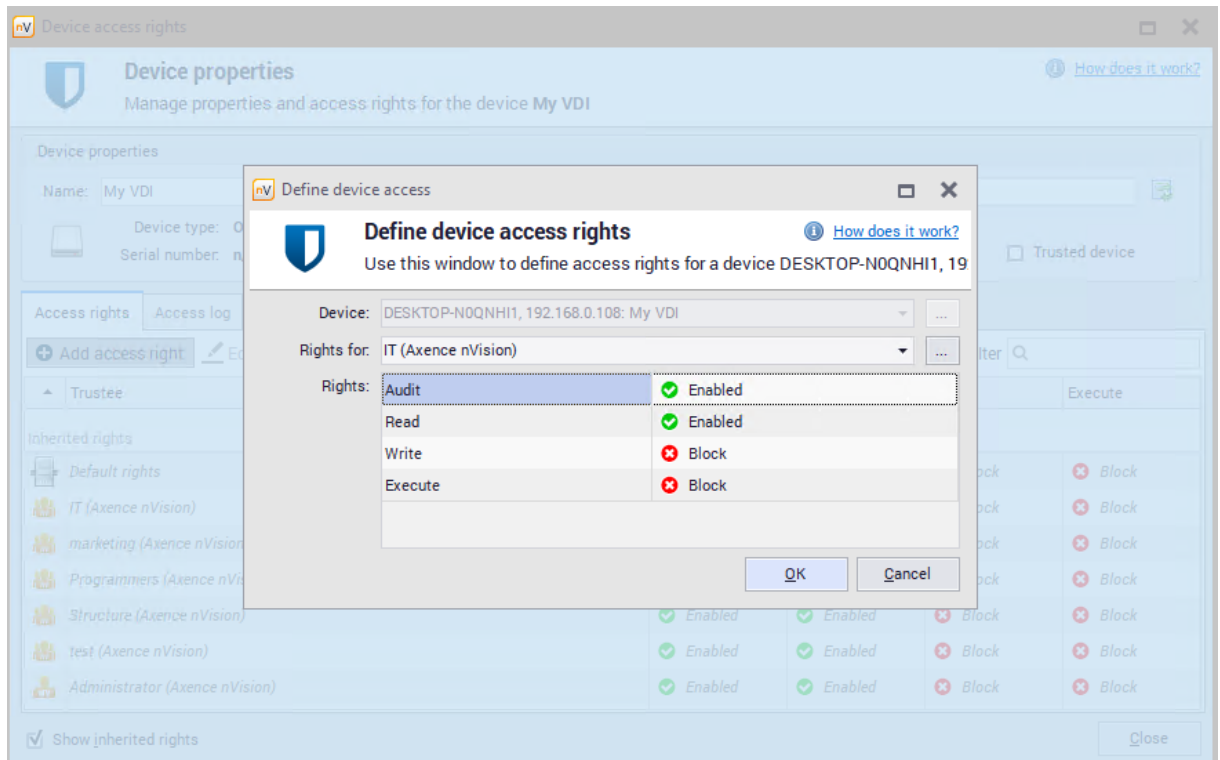 nV Device access rights
Device properties
How does it work?
Manage properties and access rights for the device My VDI
Device properties
Name: My VDI
Device type:
Serial number:
Trusted device
Access rights Access log
Add access right
Trustee Execute
Inherited rights
Default rights Block
IT (Axence nVision) Block
marketing (Axence nVision Block
Programmers (Axence Block
Structure (Axence nVision) Enabled Enabled Block Block
test (Axence nVision) Enabled Enabled Block Block
Administrator (Axence nVision) Enabled Enabled Block Block
Show inherited rights
Close
nV Define device access
Define device access rights
How does it work?
Use this window to define access rights for a device DESKTOP-N0QNHI1, 19
Device: DESKTOP-N0QNHI1, 192.168.0.108: My VDI ...
Rights for: IT (Axence nVision) ...
Rights: Audit Enabled
Read Enabled
Write Block
Execute Block
OK Cancel